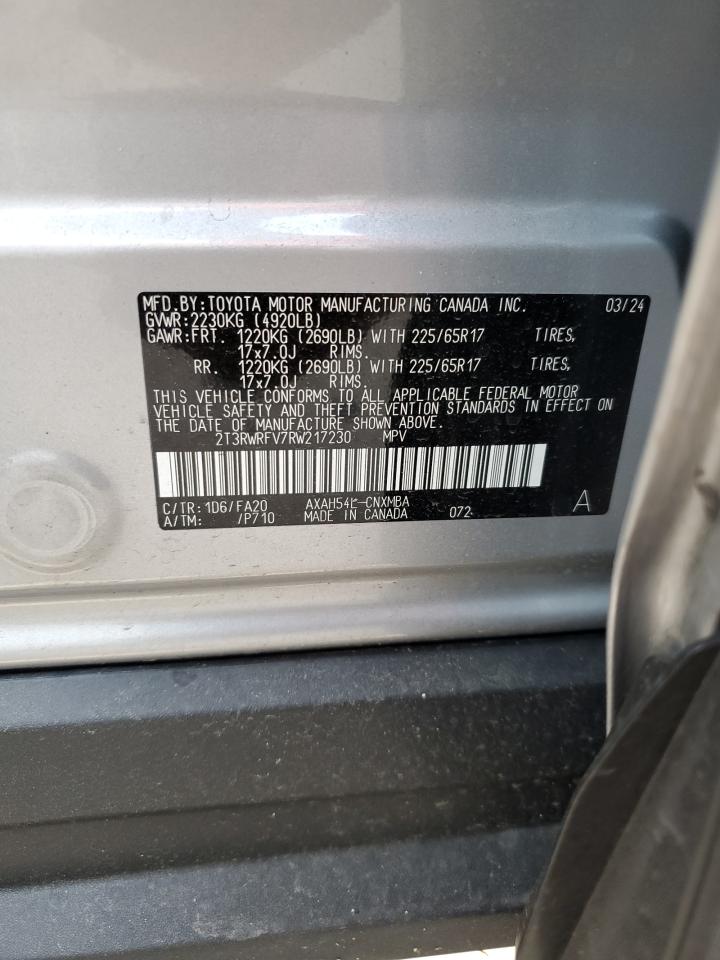 MFD.BY:TOYOTA MOTOR MANUFACTURING CANADA INC. 03/24
GVWR:2230KG (4920LB)
GAWR:FRT. 1220KG (2690LB) WITH 225/65R17 TIRES,
17x7.0J RIMS.
RR. 1220KG (2690LB) WITH 225/65R17 TIRES,
17x7.0J RIMS.
THIS VEHICLE CONFORMS TO ALL APPLICABLE FEDERAL MOTOR
VEHICLE SAFETY AND THEFT PREVENTION STANDARDS IN EFFECT ON
THE DATE OF MANUFACTURE SHOWN ABOVE.
2T3RWRFV7RW217230 MPV
C/TR:1D6/FA20 AXAH54L-CNXMBA
A/TM: /P710 MADE IN CANADA 072- A